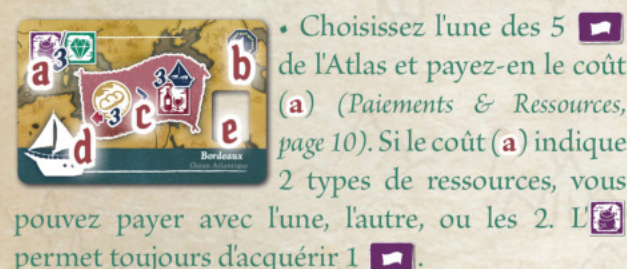 a
3/
b
3
3
c
d
e
Bordeaux
Océan Atlantique
• Choisissez l'une des 5
de l'Atlas et payez-en le coût
(a) (Paiements & Ressources,
page 10). Si le coût (a) indique
2 types de ressources, vous
pouvez payer avec l'une, l'autre, ou les 2. L'
permet toujours d'acquérir 1 .